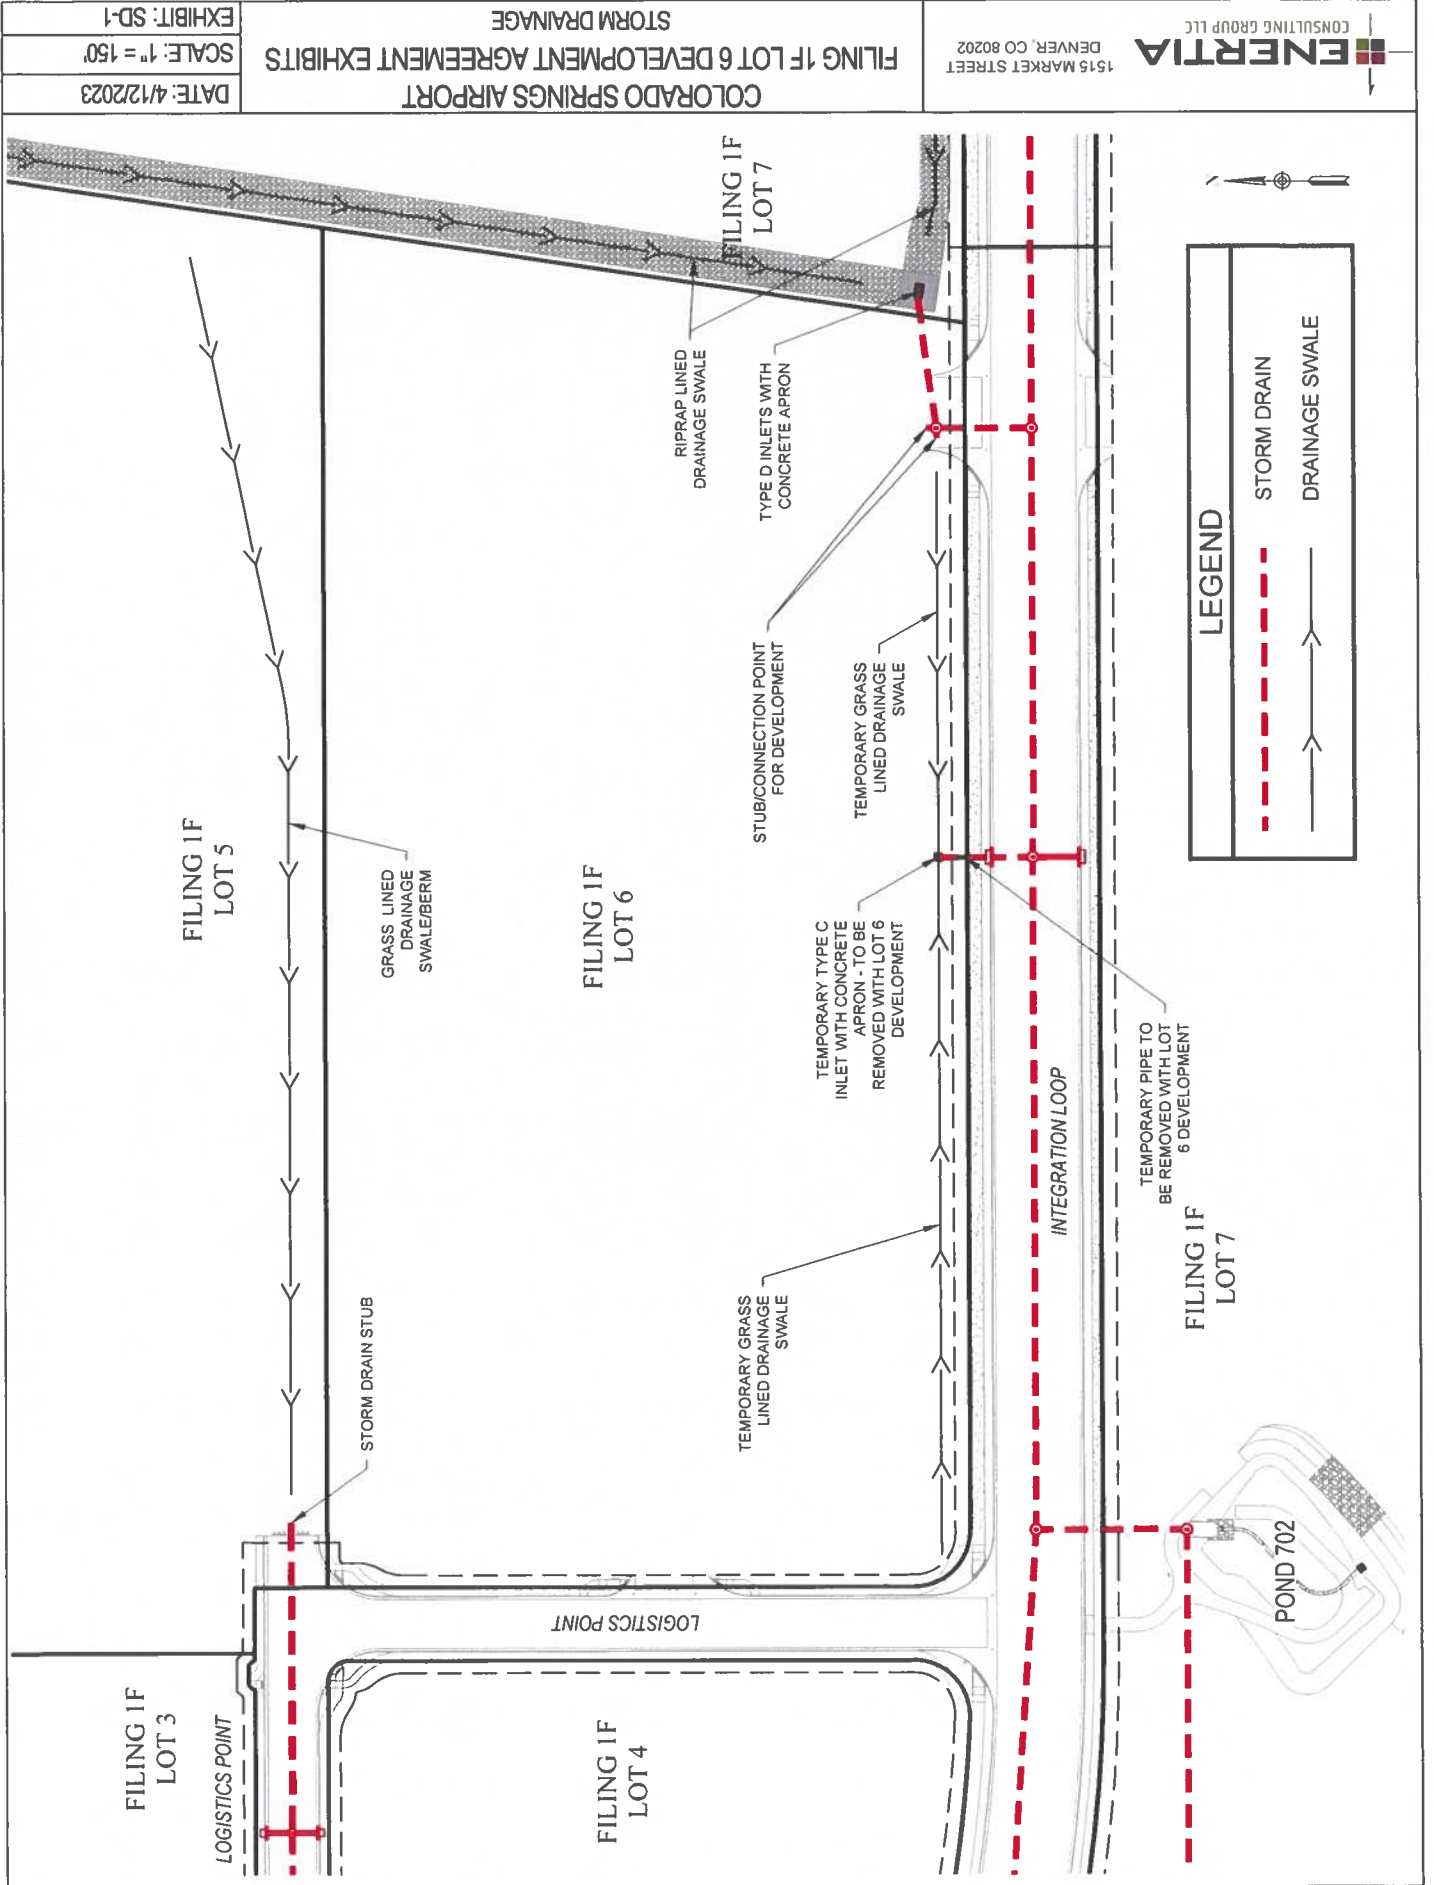 DATE: 4/12/2023
SCALE: 1" = 150'
EXHIBIT: SD-1
COLORADO SPRINGS AIRPORT
FILING 1F LOT 6 DEVELOPMENT AGREEMENT EXHIBITS
STORM DRAINAGE
1515 MARKET STREET
DENVER, CO 80202
ENERTIA
CONSULTING GROUP LLC
FILING 1F
LOT 3
LOGISTICS POINT
FILING 1F
LOT 5
GRASS LINED
DRAINAGE
SWALE/BERM
STORM DRAIN STUB
FILING 1F
LOT 4
LOGISTICS POINT
FILING 1F
LOT 6
FILING 1F
LOT 7
RIPRAP LINED
DRAINAGE SWALE
TYPE D INLETS WITH
CONCRETE APRON
STUB/CONNECTION POINT
FOR DEVELOPMENT
TEMPORARY GRASS
LINED DRAINAGE
SWALE
TEMPORARY TYPE C
INLET WITH CONCRETE
APRON - TO BE
REMOVED WITH LOT 6
DEVELOPMENT
TEMPORARY GRASS
LINED DRAINAGE
SWALE
INTEGRATION LOOP
TEMPORARY PIPE TO
BE REMOVED WITH LOT
6 DEVELOPMENT
FILING 1F
LOT 7
POND 702
LEGEND
STORM DRAIN
DRAINAGE SWALE